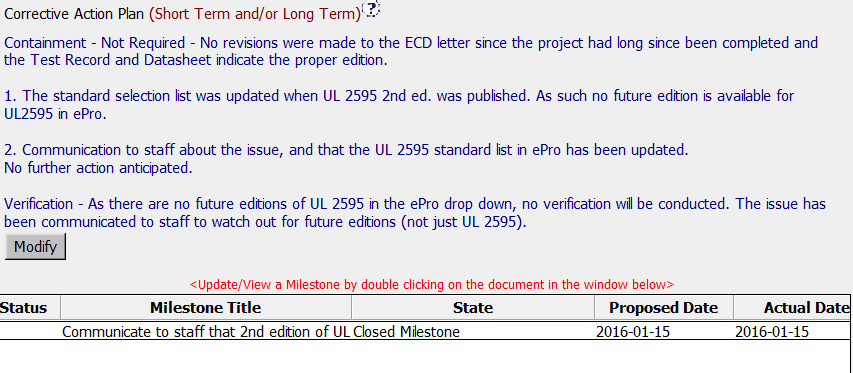 Corrective Action Plan (Short Term and/or Long Term) ?
Containment - Not Required - No revisions were made to the ECD letter since the project had long since been completed and
the Test Record and Datasheet indicate the proper edition.
1. The standard selection list was updated when UL 2595 2nd ed. was published. As such no future edition is available for
UL2595 in ePro.
2. Communication to staff about the issue, and that the UL 2595 standard list in ePro has been updated.
No further action anticipated.
Verification - As there are no future editions of UL 2595 in the ePro drop down, no verification will be conducted. The issue has
been communicated to staff to watch out for future editions (not just UL 2595).
Modify
<Update/View a Milestone by double clicking on the document in the window below>
Status Milestone Title State Proposed Date Actual Date
Communicate to staff that 2nd edition of UL Closed Milestone 2016-01-15 2016-01-15